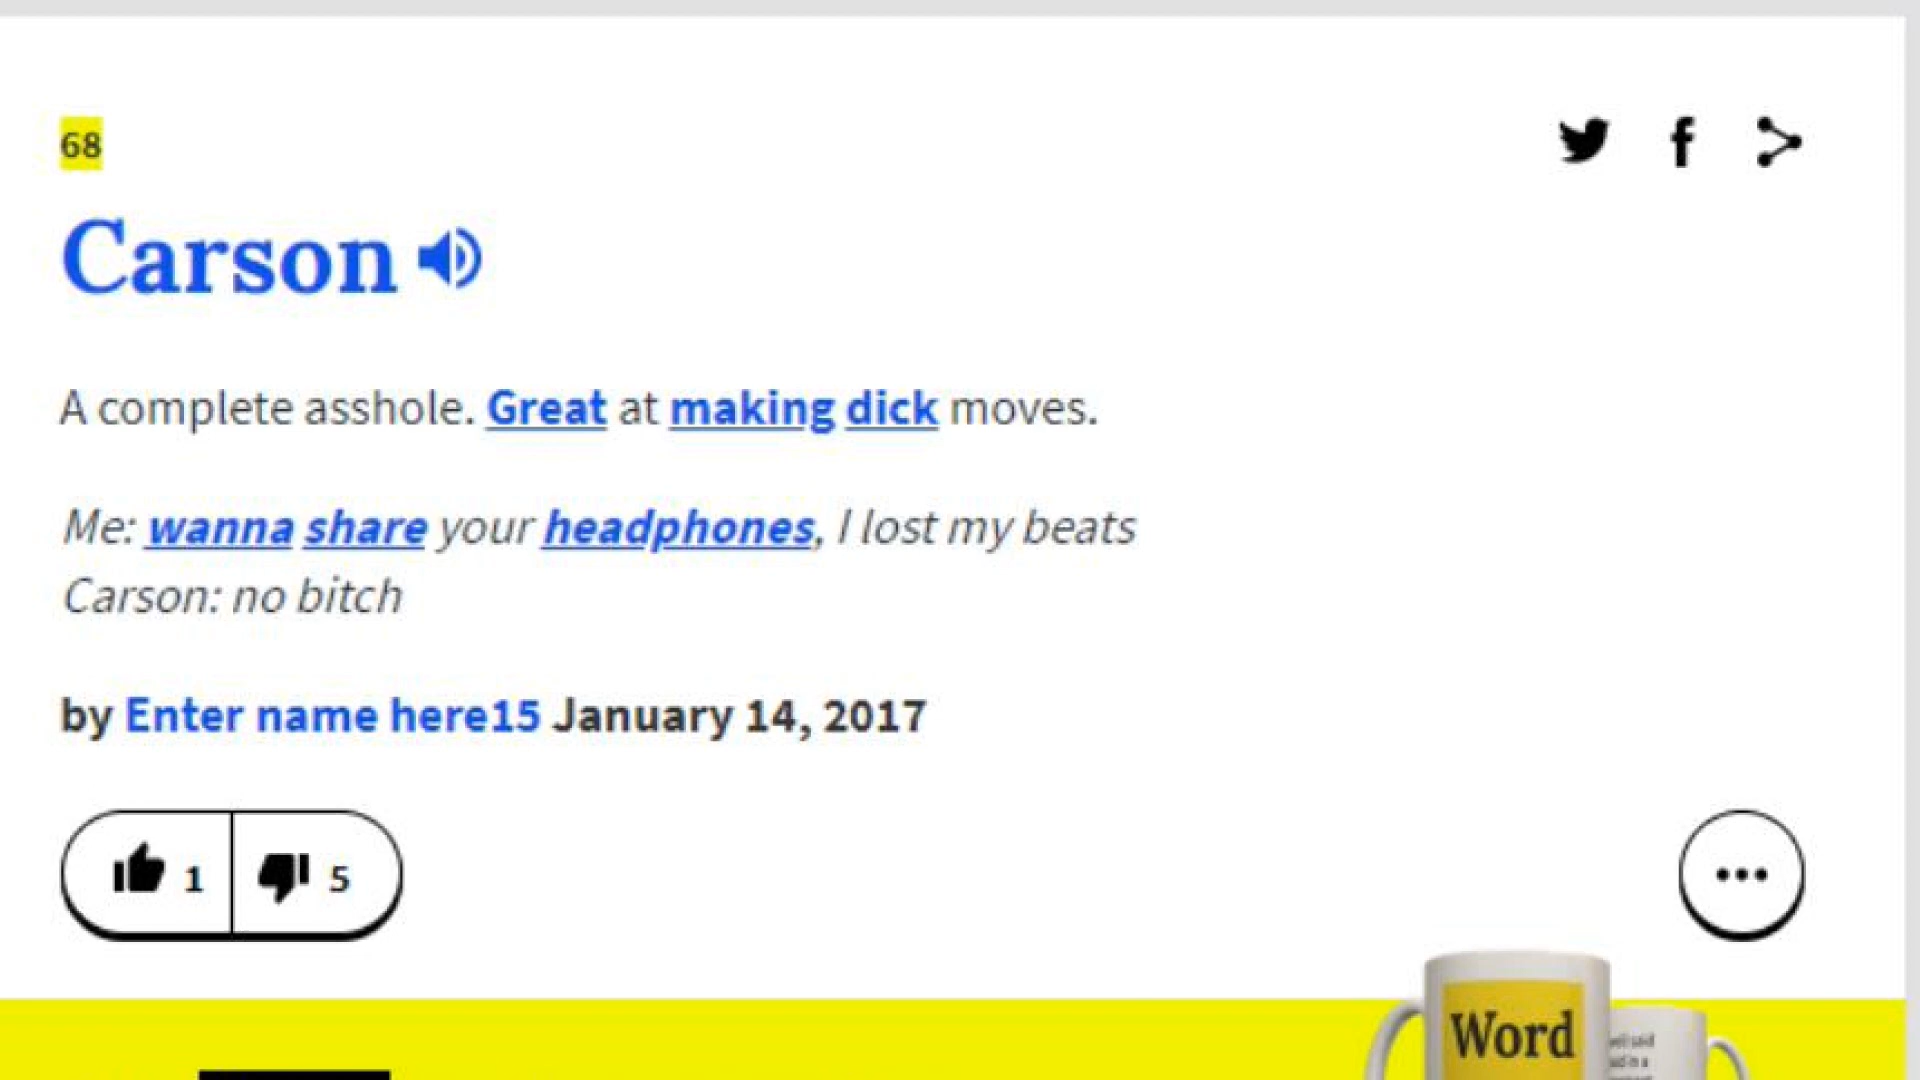 68
Carson
A complete asshole. Great at making dick moves.
Me: wanna share your headphones, I lost my beats
Carson: no bitch
by Enter name here15 January 14, 2017
1 5
Word